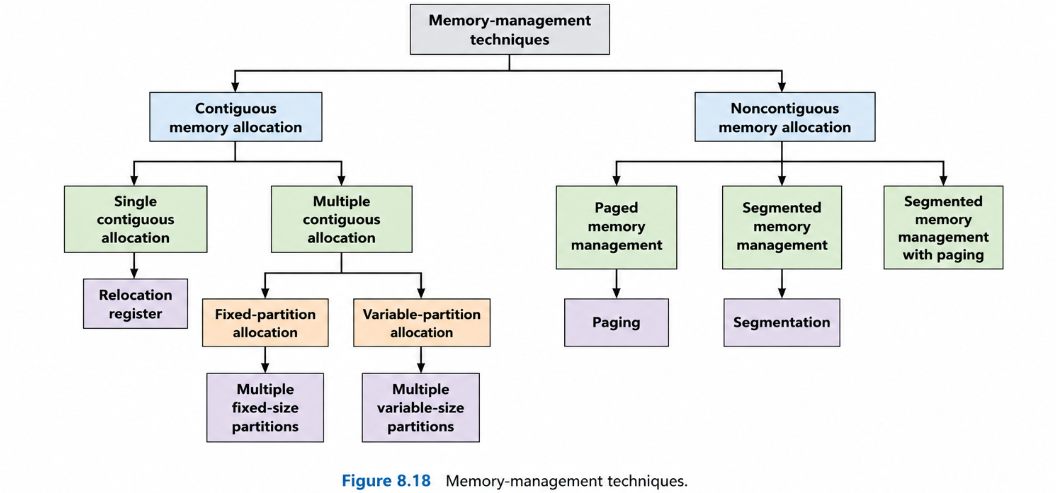 Memory-management
techniques
Contiguous
memory allocation
Noncontiguous
memory allocation
Single
contiguous
allocation
Multiple
contiguous
allocation
Paged
memory
management
Segmented
memory
management
Segmented
memory
management
with paging
Relocation
register
Fixed-partition
allocation
Variable-partition
allocation
Paging
Segmentation
Multiple
fixed-size
partitions
Multiple
variable-size
partitions
Figure 8.18 Memory-management techniques.